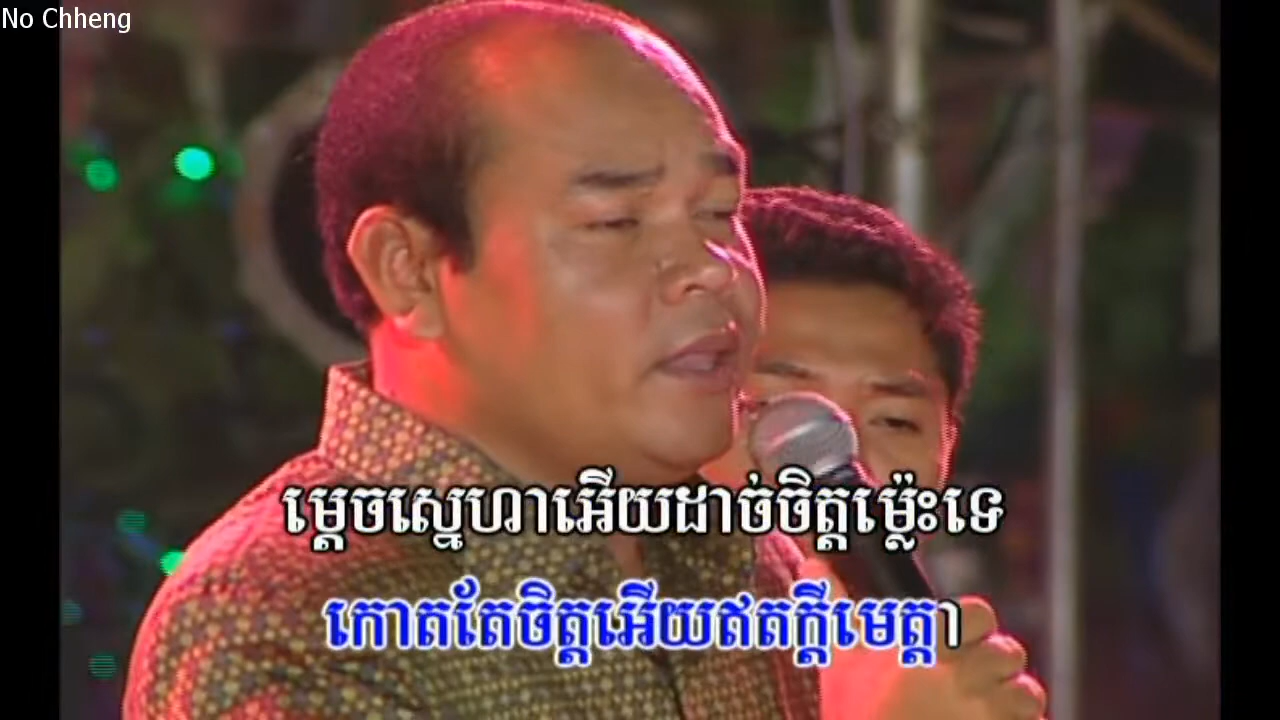 No Chheng
ម្ដេចស្នេហាអើយដាច់ចិត្តម្ល៉េះទេ
កោតតែចិត្តអើយឥតក្ដីមេត្តា